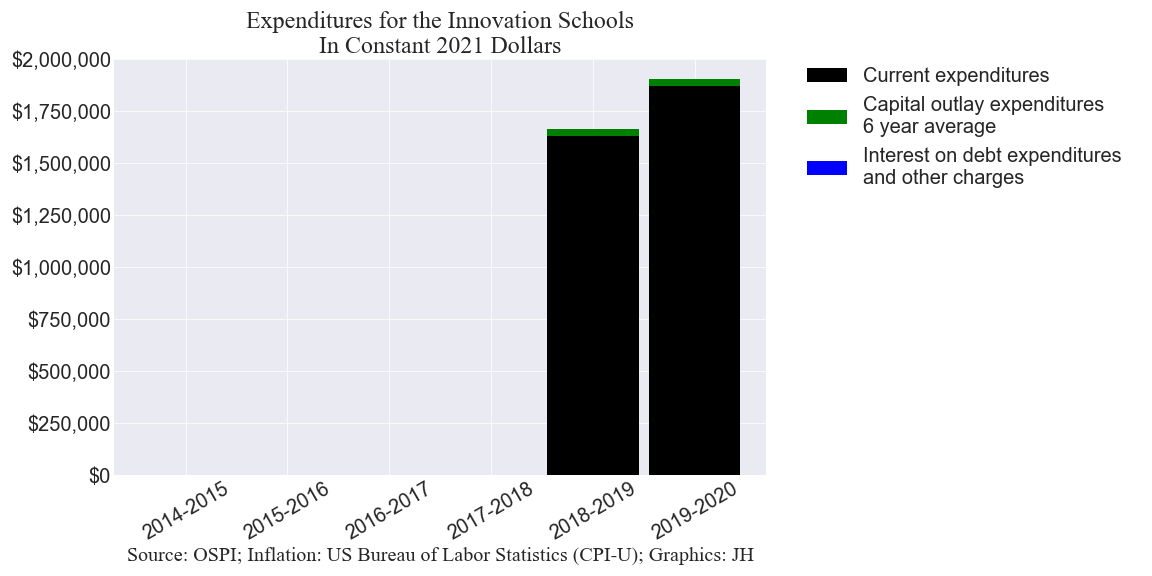 Expenditures for the Innovation Schools
In Constant 2021 Dollars
$2,000,000
$1,750,000
$1,500,000
$1,250,000
$1,000,000
$750,000
$500,000
$250,000
$0
2014-2015
2015-2016
2016-2017
2017-2018
2018-2019
2019-2020
Source: OSPI; Inflation: US Bureau of Labor Statistics (CPI-U); Graphics: JH
Current expenditures
Capital outlay expenditures
6 year average
Interest on debt expenditures
and other charges